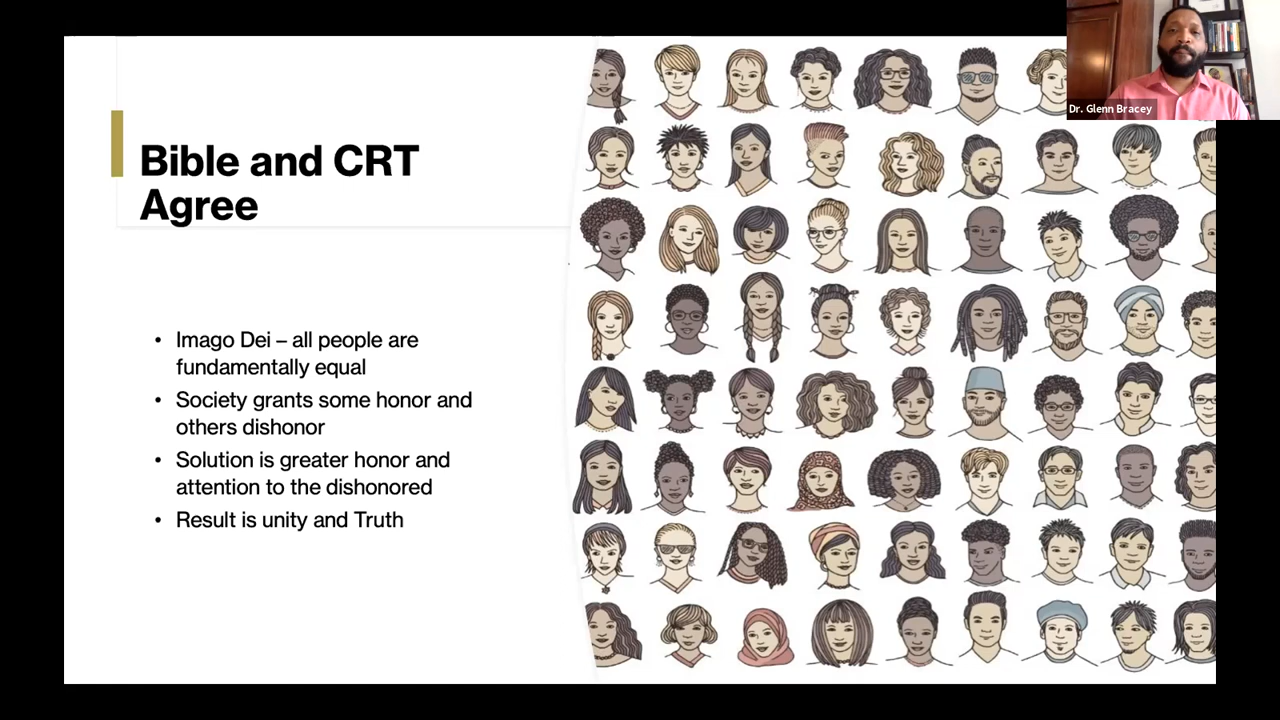 Dr. Glenn Bracey
Bible and CRT
Agree
• Imago Dei – all people are
fundamentally equal
• Society grants some honor and
others dishonor
• Solution is greater honor and
attention to the dishonored
• Result is unity and Truth